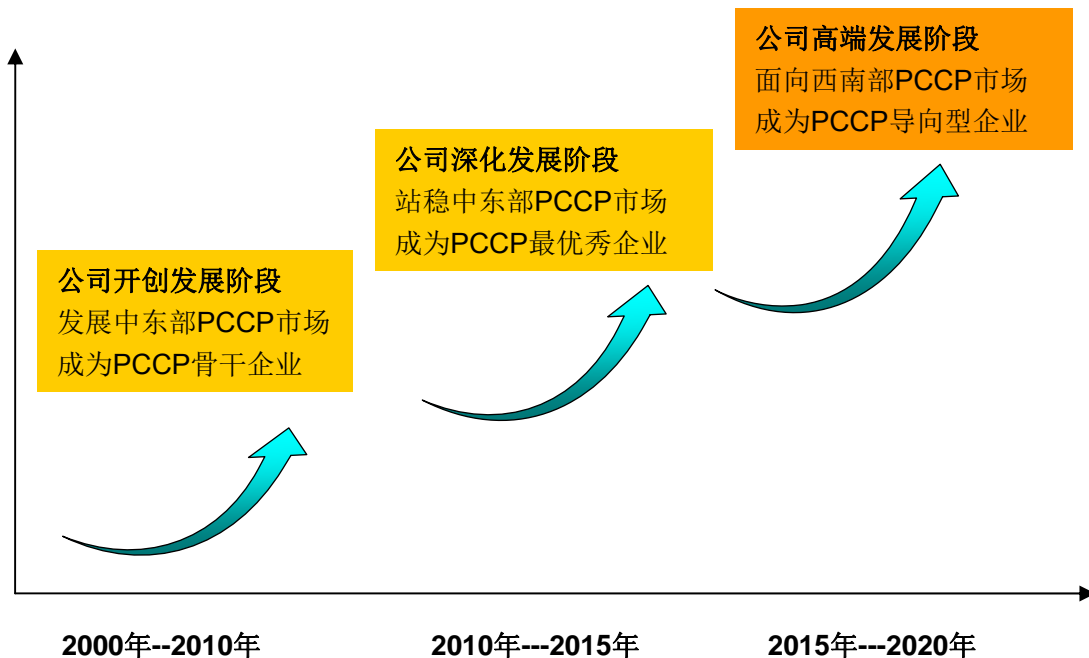 公司高端发展阶段
面向西南部PCCP市场
成为PCCP导向型企业
公司深化发展阶段
站稳中东部PCCP市场
成为PCCP最优秀企业
公司开创发展阶段
发展中东部PCCP市场
成为PCCP骨干企业
2000年--2010年
2010年---2015年
2015年---2020年